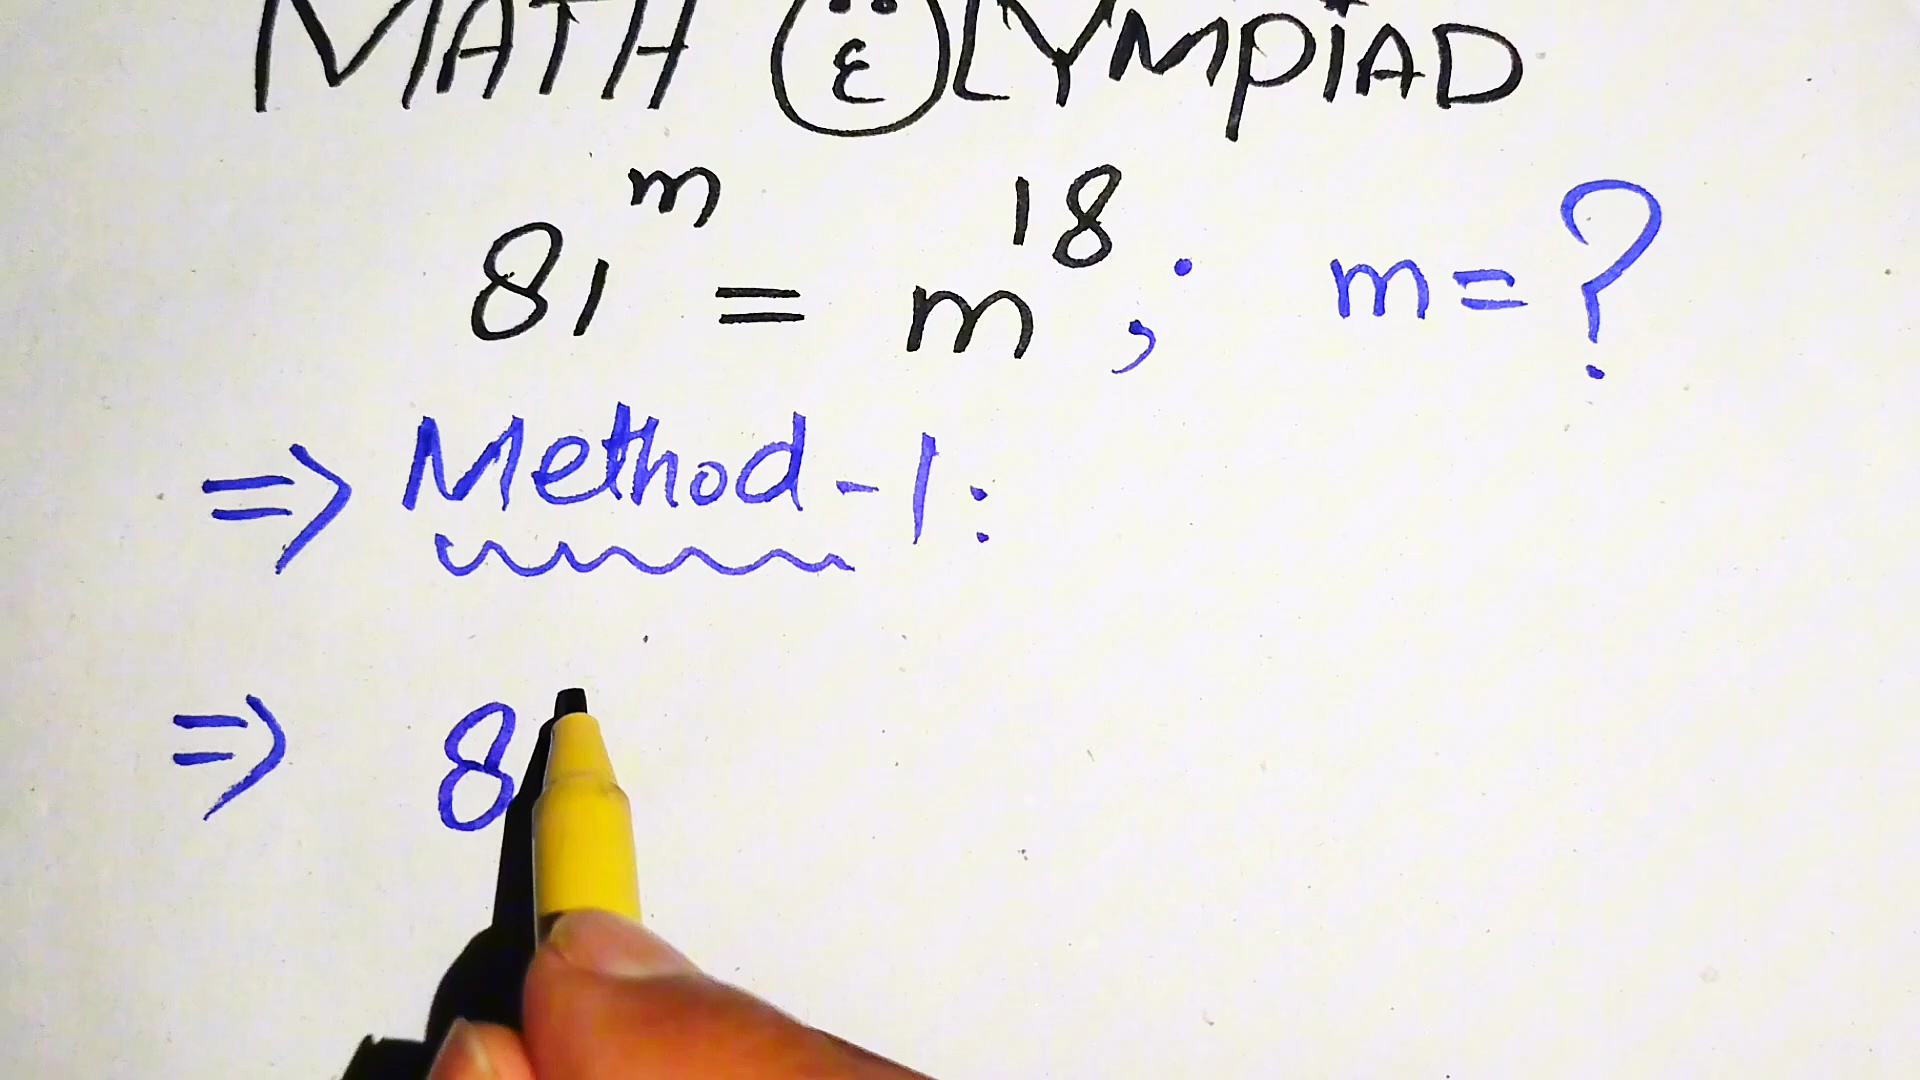 MATH OLYMPIAD
81^m = m^18 ; m = ?
=> Method-1:
=> 8